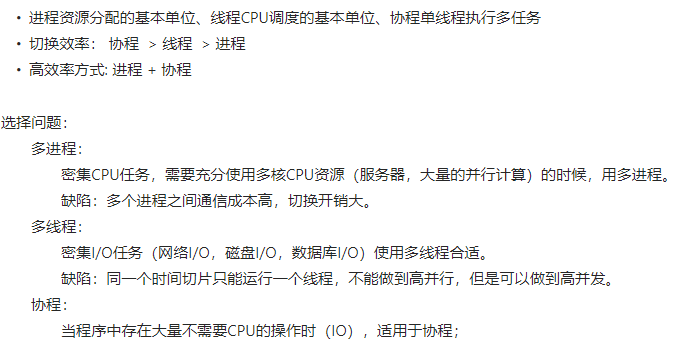 • 进程资源分配的基本单位、线程CPU调度的基本单位、协程单线程执行多任务
• 切换效率： 协程 > 线程 > 进程
• 高效率方式: 进程 + 协程
选择问题：
多进程：
密集CPU任务，需要充分使用多核CPU资源（服务器，大量的并行计算）的时候，用多进程。
缺陷：多个进程之间通信成本高，切换开销大。
多线程：
密集I/O任务（网络I/O，磁盘I/O，数据库I/O）使用多线程合适。
缺陷：同一个时间切片只能运行一个线程，不能做到高并行，但是可以做到高并发。
协程：
当程序中存在大量不需要CPU的操作时（IO），适用于协程；